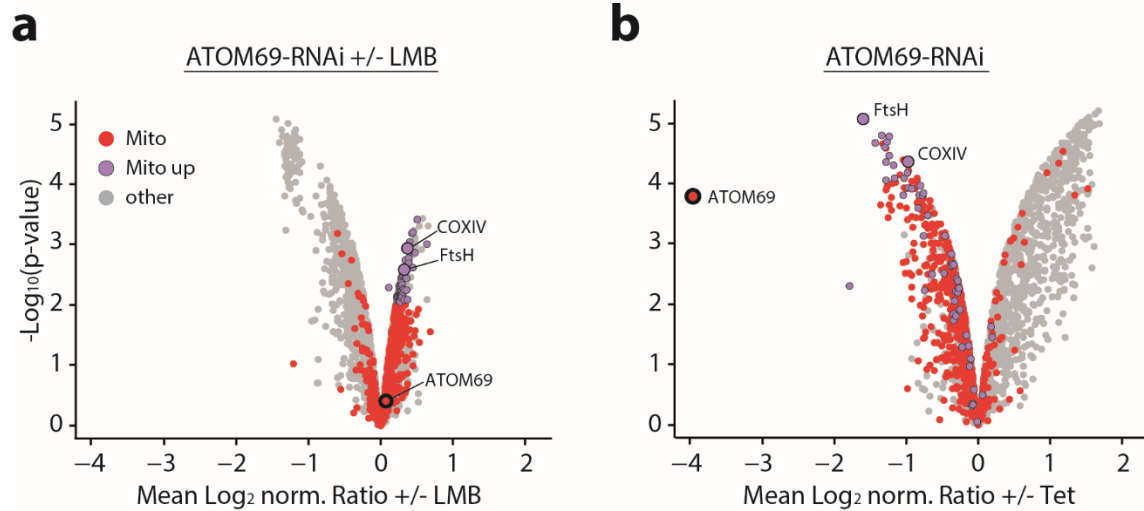 a
ATOM69-RNAi +/- LMB
5
4
3
2
1
0
-Log₁₀(p-value)
Mito
Mito up
other
COXIV
FtsH
ATOM69
−4 −3 −2 −1 0 1 2
Mean Log₂ norm. Ratio +/- LMB
b
ATOM69-RNAi
5
4
3
2
1
0
FtsH
COXIV
ATOM69
−4 −3 −2 −1 0 1 2
Mean Log₂ norm. Ratio +/- Tet